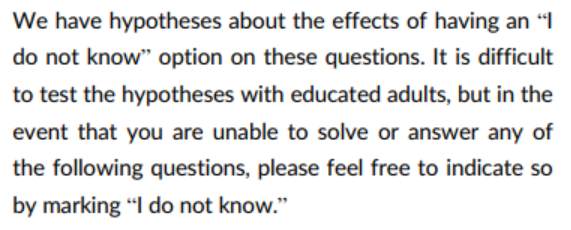 We have hypotheses about the effects of having an “I
do not know” option on these questions. It is difficult
to test the hypotheses with educated adults, but in the
event that you are unable to solve or answer any of
the following questions, please feel free to indicate so
by marking “I do not know.”